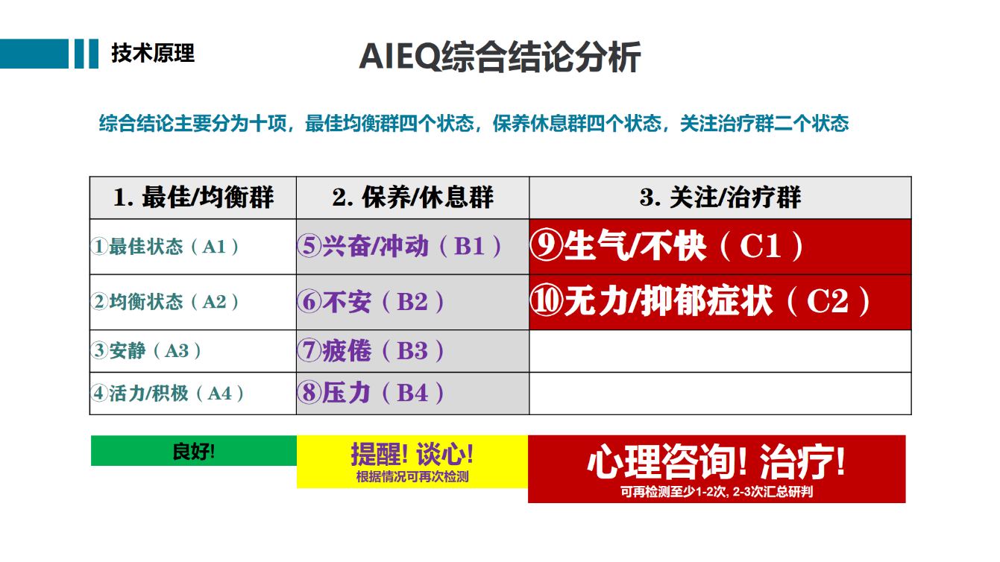 技术原理
AIEQ综合结论分析
综合结论主要分为十项，最佳均衡群四个状态，保养休息群四个状态，关注治疗群二个状态
1. 最佳/均衡群
2. 保养/休息群
3. 关注/治疗群
①最佳状态（A1）
⑤兴奋/冲动（B1）
⑨生气/不快（C1）
②均衡状态（A2）
⑥不安（B2）
⑩无力/抑郁症状（C2）
③安静（A3）
⑦疲倦（B3）
④活力/积极（A4）
⑧压力（B4）
良好!
提醒! 谈心!
根据情况可再次检测
心理咨询! 治疗!
可再检测至少1-2次, 2-3次汇总研判